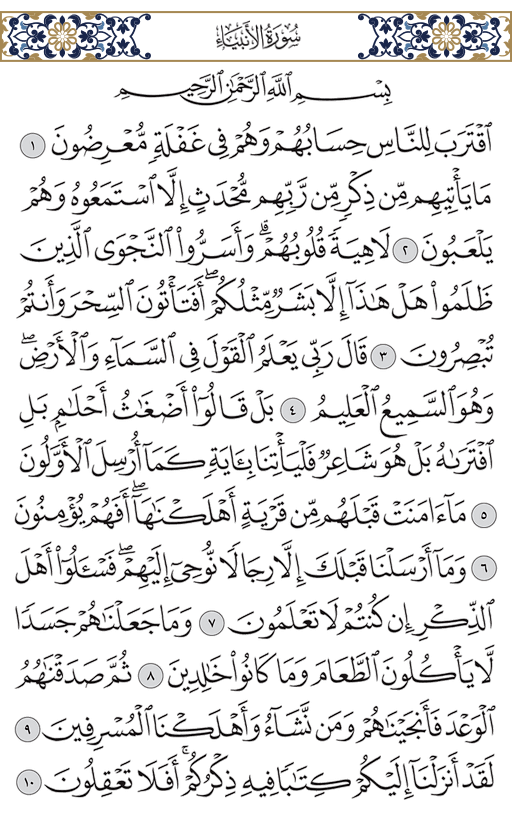 سُورَةُ الأَنبِيَاءِ
بِسْمِ ٱللَّهِ ٱلرَّحْمَٰنِ ٱلرَّحِيمِ
ٱقْتَرَبَ لِلنَّاسِ حِسَابُهُمْ وَهُمْ فِى غَفْلَةٍ مُّعْرِضُونَ ١
مَا يَأْتِيهِم مِّن ذِكْرٍ مِّن رَّبِّهِم مُّحْدَثٍ إِلَّا ٱسْتَمَعُوهُ وَهُمْ
يَلْعَبُونَ ٢ لَاهِيَةً قُلُوبُهُمْ ۗ وَأَسَرُّوا۟ ٱلنَّجْوَى ٱلَّذِينَ
ظَلَمُوا۟ هَلْ هَٰذَآ إِلَّا بَشَرٌ مِّثْلُكُمْ ۖ أَفَتَأْتُونَ ٱلسِّحْرَ وَأَنتُمْ
تُبْصِرُونَ ٣ قَالَ رَبِّى يَعْلَمُ ٱلْقَوْلَ فِى ٱلسَّمَآءِ وَٱلْأَرْضِ ۖ
وَهُوَ ٱلسَّمِيعُ ٱلْعَلِيمُ ٤ بَلْ قَالُوٓا۟ أَضْغَٰثُ أَحْلَٰمٍۭ بَلِ
ٱفْتَرَىٰهُ بَلْ هُوَ شَاعِرٌ فَلْيَأْتِنَا بِـَٔايَةٍ كَمَآ أُرْسِلَ ٱلْأَوَّلُونَ
٥ مَآ ءَامَنَتْ قَبْلَهُم مِّن قَرْيَةٍ أَهْلَكْنَٰهَآ ۖ أَفَهُمْ يُؤْمِنُونَ
٦ وَمَآ أَرْسَلْنَا قَبْلَكَ إِلَّا رِجَالًا نُّوحِىٓ إِلَيْهِمْ ۖ فَسْـَٔلُوٓا۟ أَهْلَ
ٱلذِّكْرِ إِن كُنتُمْ لَا تَعْلَمُونَ ٧ وَمَا جَعَلْنَٰهُمْ جَسَدًا
لَّا يَأْكُلُونَ ٱلطَّعَامَ وَمَا كَانُوا۟ خَٰلِدِينَ ٨ ثُمَّ صَدَقْنَٰهُمُ
ٱلْوَعْدَ فَأَنجَيْنَٰهُمْ وَمَن نَّشَآءُ وَأَهْلَكْنَا ٱلْمُسْرِفِينَ ٩
لَقَدْ أَنزَلْنَآ إِلَيْكُمْ كِتَٰبًا فِيهِ ذِكْرُكُمْ ۖ أَفَلَا تَعْقِلُونَ ١٠